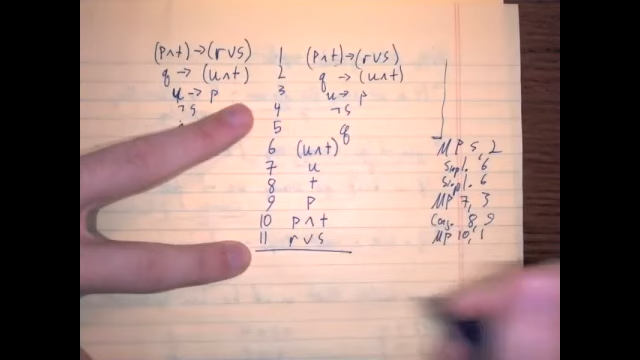 (p∧t)→(r∨s) 1 (p∧t)→(r∨s)
q → (u∧t) 2 q → (u∧t)
u → p 3 u → p
¬s 4 ¬s
5 q
6 (u∧t) MP 5, 2
7 u Simpl. 6
8 t Simpl. 6
9 p MP 7, 3
10 p∧t Conj. 8, 9
11 r∨s MP 10, 1